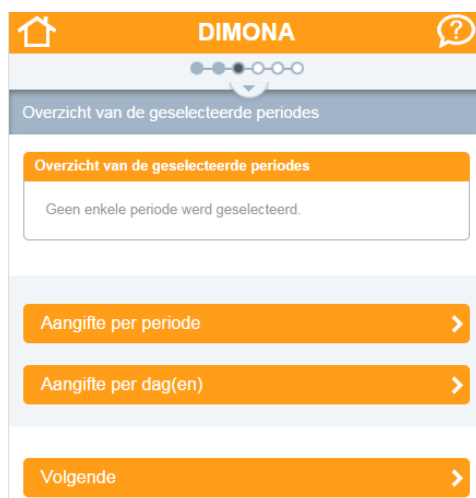 DIMONA
?
Overzicht van de geselecteerde periodes
Overzicht van de geselecteerde periodes
Geen enkele periode werd geselecteerd.
Aangifte per periode
Aangifte per dag(en)
Volgende